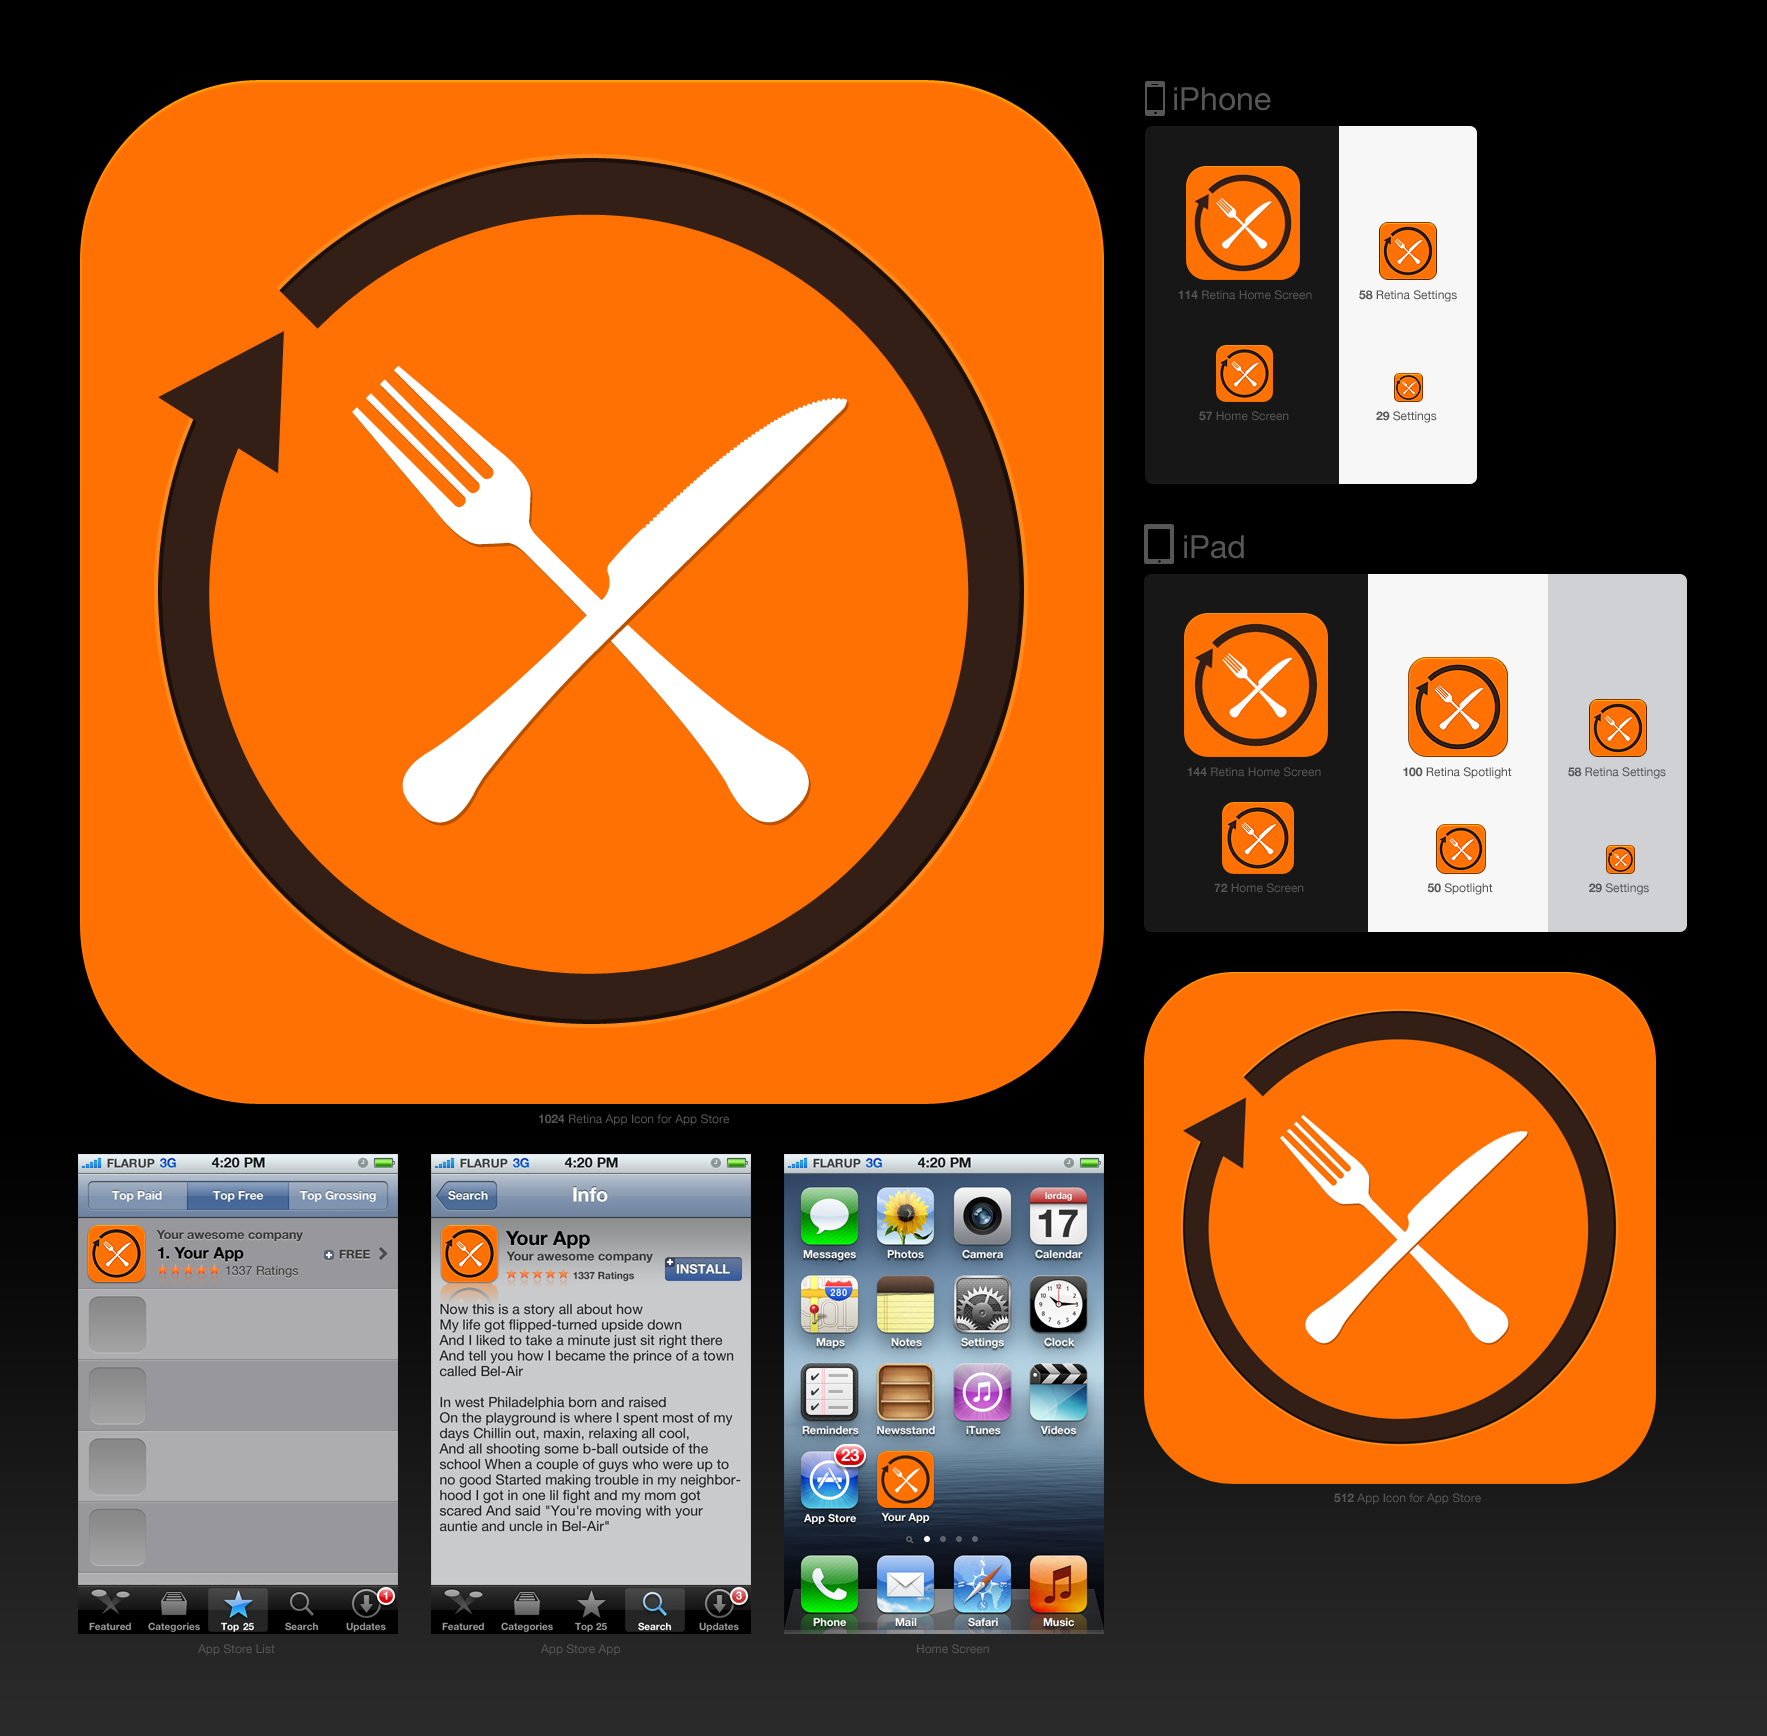 iPhone
114 Retina Home Screen
58 Retina Settings
57 Home Screen
29 Settings
iPad
144 Retina Home Screen
100 Retina Spotlight
58 Retina Settings
72 Home Screen
50 Spotlight
29 Settings
1024 Retina App Icon for App Store
512 App Icon for App Store
FLARUP 3G 4:20 PM
Top Paid
Top Free
Top Grossing
Your awesome company
1. Your App
FREE
1337 Ratings
Featured
Categories
Top 25
Search
Updates
1
App Store List
FLARUP 3G 4:20 PM
Search
Info
Your App
Your awesome company
1337 Ratings
INSTALL
Now this is a story all about how
My life got flipped-turned upside down
And I liked to take a minute just sit right there
And tell you how I became the prince of a town
called Bel-Air
In west Philadelphia born and raised
On the playground is where I spent most of my
days Chillin out, maxin, relaxing all cool,
And all shooting some b-ball outside of the
school When a couple of guys who were up to
no good Started making trouble in my neighbor-
hood I got in one lil fight and my mom got
scared And said "You're moving with your
auntie and uncle in Bel-Air"
Featured
Categories
Top 25
Search
Updates
3
App Store App
FLARUP 3G 4:20 PM
lørdag
17
Messages
Photos
Camera
Calendar
280
Maps
Notes
Settings
Clock
Reminders
Newsstand
iTunes
Videos
23
App Store
Your App
Phone
Mail
Safari
Music
Home Screen